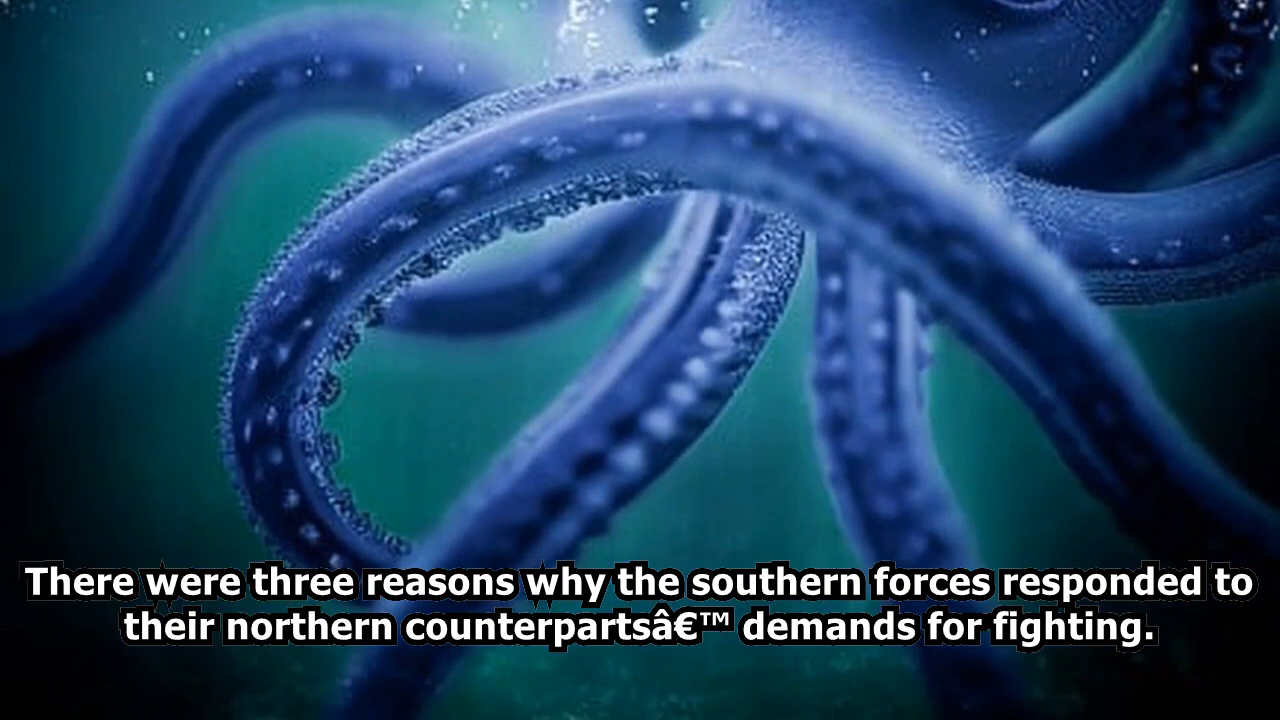 There were three reasons why the southern forces responded to
their northern counterpartsâ€™ demands for fighting.